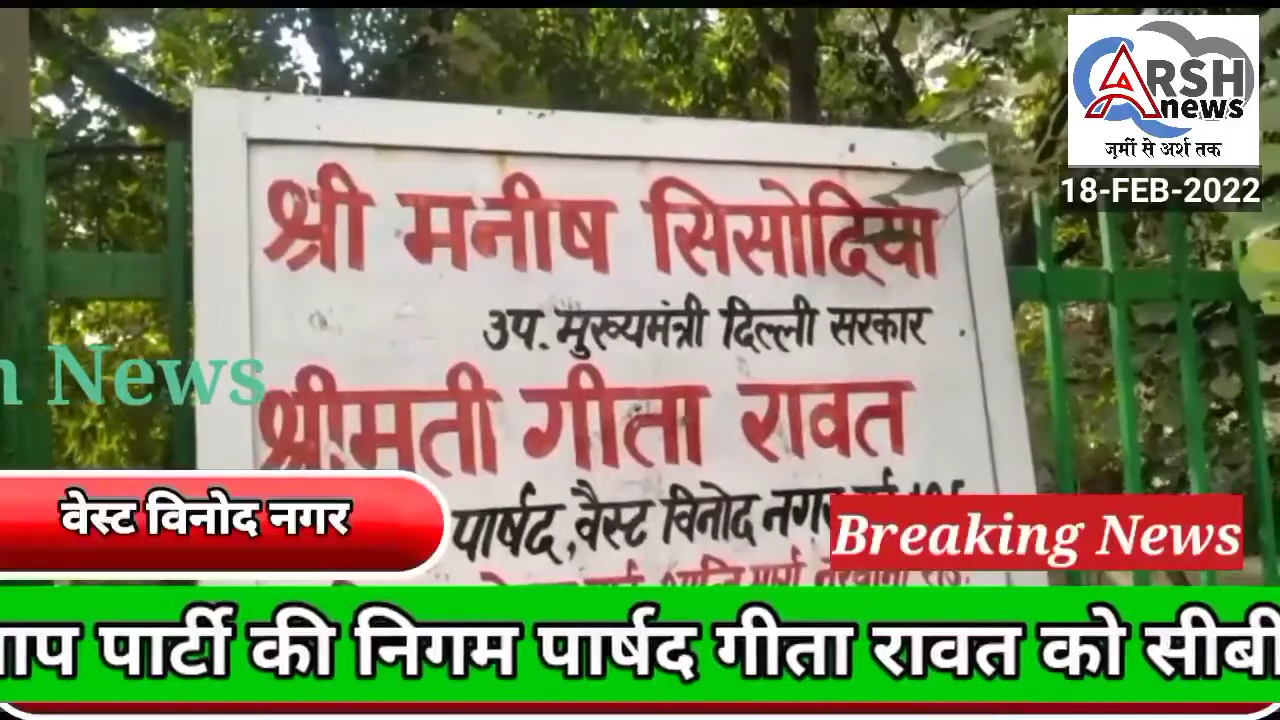 ARSH
news
ज़मीं से अर्श तक
18-FEB-2022
श्री मनीष सिसोदिया
उप. मुख्यमंत्री दिल्ली सरकार
श्रीमती गीता रावत
News
पार्षद, वैस्ट विनोद नगर
वेस्ट विनोद नगर
Breaking News
पार्टी की निगम पार्षद गीता रावत को सीबी